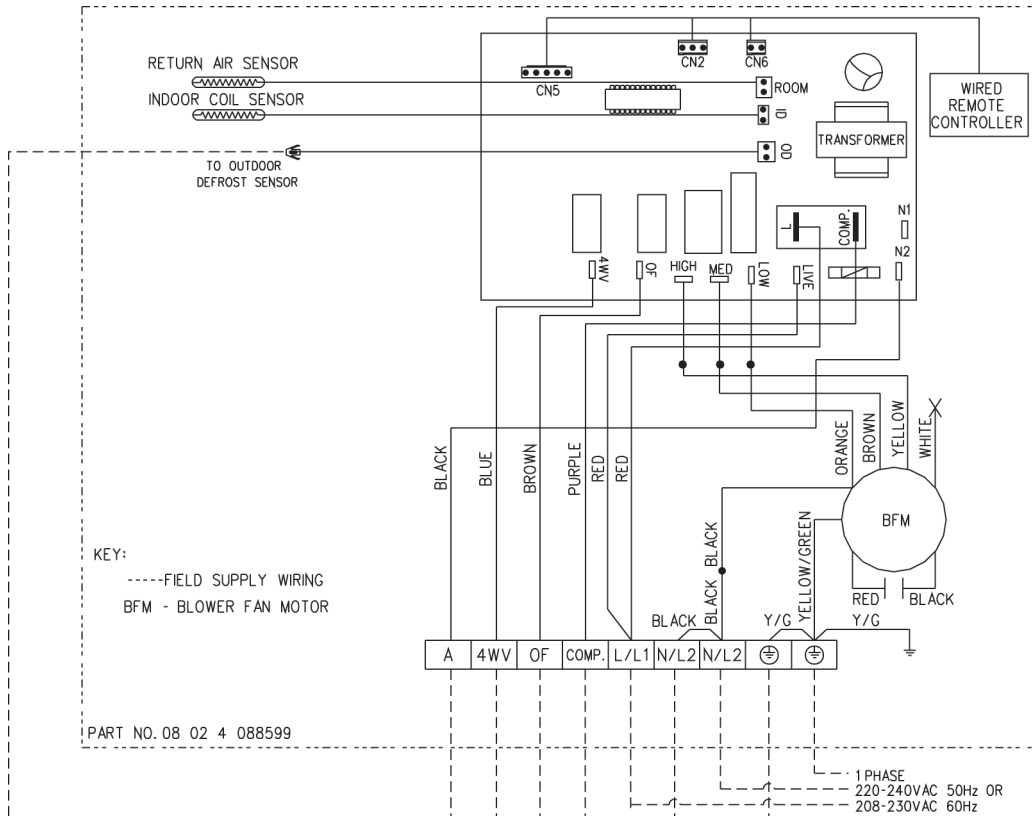 RETURN AIR SENSOR
INDOOR COIL SENSOR
TO OUTDOOR
DEFROST SENSOR
CN5
CN2
CN6
ROOM
ID
OD
TRANSFORMER
WIRED
REMOTE
CONTROLLER
4WV
OF
HIGH
MED
LOW
LIVE
L
COMP.
N1
N2
BLACK
BLUE
BROWN
PURPLE
RED
RED
BLACK
BLACK
YELLOW/GREEN
ORANGE
BROWN
YELLOW
WHITE
BFM
RED
BLACK
KEY:
-----FIELD SUPPLY WIRING
BFM - BLOWER FAN MOTOR
BLACK
Y/G
Y/G
A 4WV OF COMP. L/L1 N/L2 N/L2
PART NO. 08 02 4 088599
1 PHASE
220-240VAC 50Hz OR
208-230VAC 60Hz